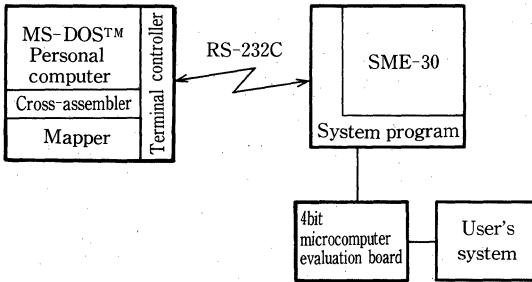 MS-DOS™
Personal
computer
Cross-assembler
Mapper
Terminal controller
RS-232C
SME-30
System program
4bit
microcomputer
evaluation board
User's
system